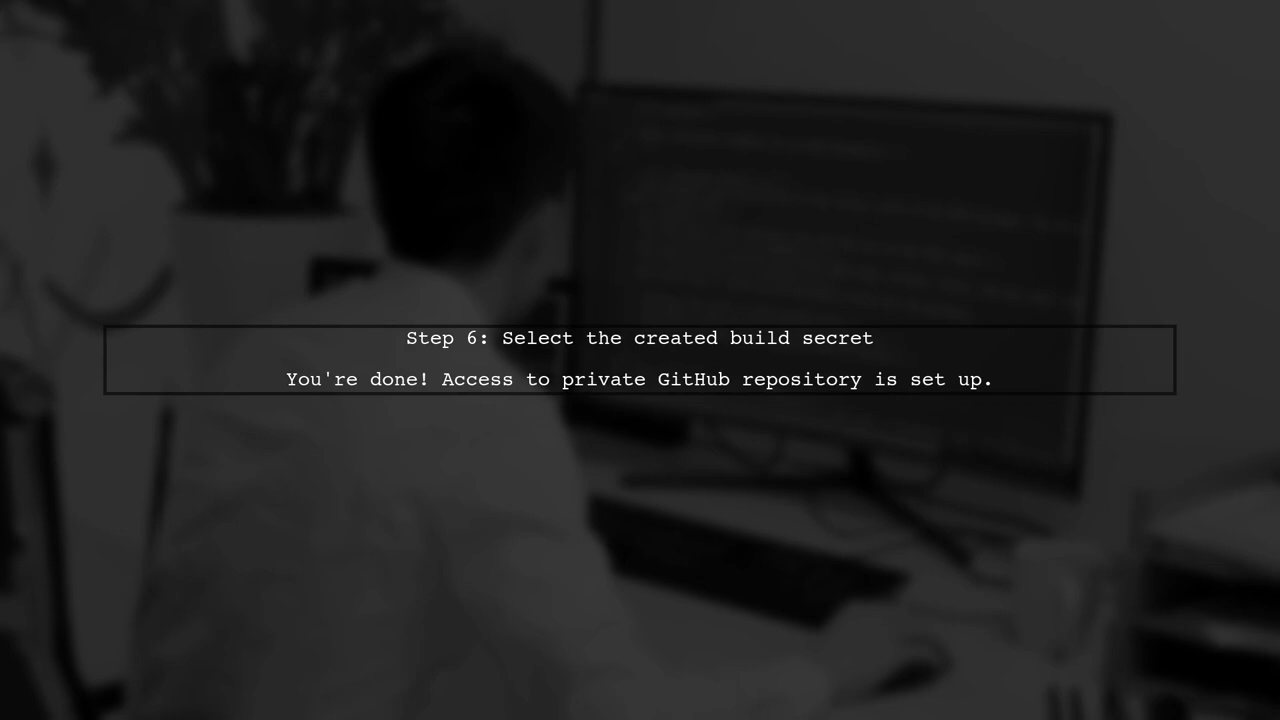 Step 6: Select the created build secret
You're done! Access to private GitHub repository is set up.